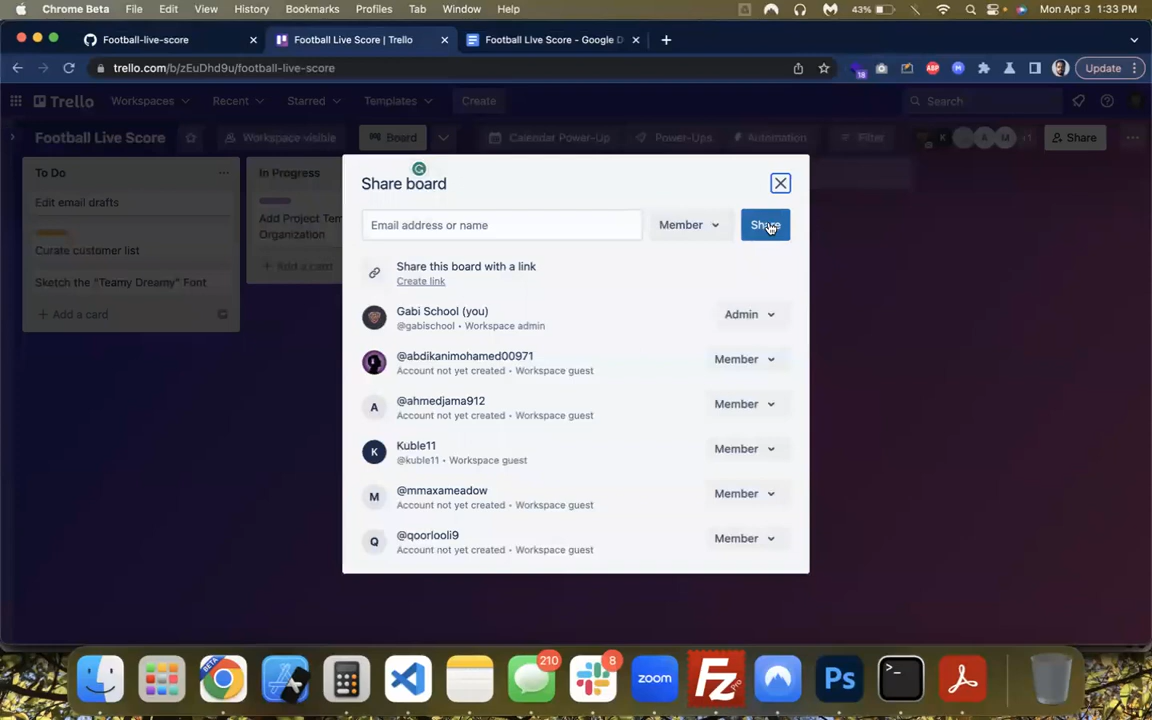 Chrome Beta File Edit View History Bookmarks Profiles Tab Window Help 43% Mon Apr 3 1:33 PM
Football-live-score
Football Live Score | Trello
Football LIve Score - Google D
trello.com/b/zEuDhd9u/football-live-score
18
ABP
Update
Trello
Workspaces
Recent
Starred
Templates
Create
Search
Football Live Score
Workspace visible
Board
Calendar Power-Up
Power-Ups
Automation
Filter
K
A
M
+1
Share
To Do
Edit email drafts
Curate customer list
Sketch the "Teamy Dreamy" Font
+ Add a card
In Progress
Add Project Tem
Organization
+ Add a card
Share board
Email address or name
Member
Share
Share this board with a link
Create link
Gabi School (you)
@gabischool • Workspace admin
Admin
@abdikanimohamed00971
Account not yet created • Workspace guest
Member
A
@ahmedjama912
Account not yet created • Workspace guest
Member
K
Kuble11
@kuble11 • Workspace guest
Member
M
@mmaxameadow
Account not yet created • Workspace guest
Member
Q
@qoorlooli9
Account not yet created • Workspace guest
Member
BETA
210
8
zoom
Fz
Pro
Ps
>_